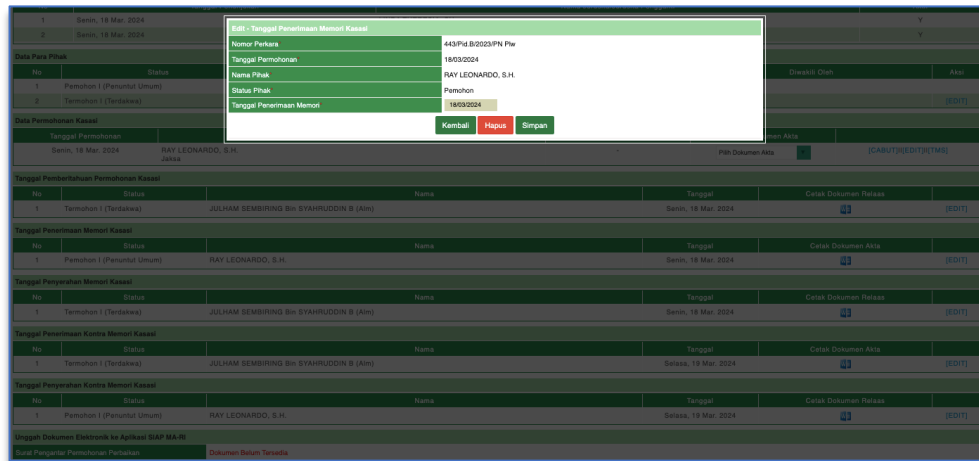 1 Senin, 18 Mar. 2024 Y
2 Senin, 18 Mar. 2024 Y
Edit - Tanggal Penerimaan Memori Kasasi
Nomor Perkara 443/Pid.B/2023/PN Plw
Tanggal Permohonan 18/03/2024
Nama Pihak RAY LEONARDO, S.H.
Status Pihak Pemohon
Tanggal Penerimaan Memori 18/03/2024
Kembali Hapus Simpan
Data Para Pihak
No Status Diwakili Oleh Aksi
1 Pemohon I (Penuntut Umum)
2 Termohon I (Terdakwa) [EDIT]
Data Permohonan Kasasi
Tanggal Permohonan Akta
Senin, 18 Mar. 2024 RAY LEONARDO, S.H. - Pilih Dokumen Akta [CABUT]|[EDIT]|[TMS]
Jaksa
Tanggal Pemberitahuan Permohonan Kasasi
No Status Nama Tanggal Cetak Dokumen Relaas
1 Termohon I (Terdakwa) JULHAM SEMBIRING Bin SYAHRUDDIN B (Alm) Senin, 18 Mar. 2024 [EDIT]
Tanggal Penerimaan Memori Kasasi
No Status Nama Tanggal Cetak Dokumen Akta
1 Pemohon I (Penuntut Umum) RAY LEONARDO, S.H. Senin, 18 Mar. 2024 [EDIT]
Tanggal Penyerahan Memori Kasasi
No Status Nama Tanggal Cetak Dokumen Relaas
1 Termohon I (Terdakwa) JULHAM SEMBIRING Bin SYAHRUDDIN B (Alm) Senin, 18 Mar. 2024 [EDIT]
Tanggal Penerimaan Kontra Memori Kasasi
No Status Nama Tanggal Cetak Dokumen Akta
1 Termohon I (Terdakwa) JULHAM SEMBIRING Bin SYAHRUDDIN B (Alm) Selasa, 19 Mar. 2024 [EDIT]
Tanggal Penyerahan Kontra Memori Kasasi
No Status Nama Tanggal Cetak Dokumen Relaas
1 Pemohon I (Penuntut Umum) RAY LEONARDO, S.H. Selasa, 19 Mar. 2024 [EDIT]
Unggah Dokumen Elektronik ke Aplikasi SIAP MA-RI
Surat Pengantar Permohonan Perbaikan Dokumen Belum Tersedia